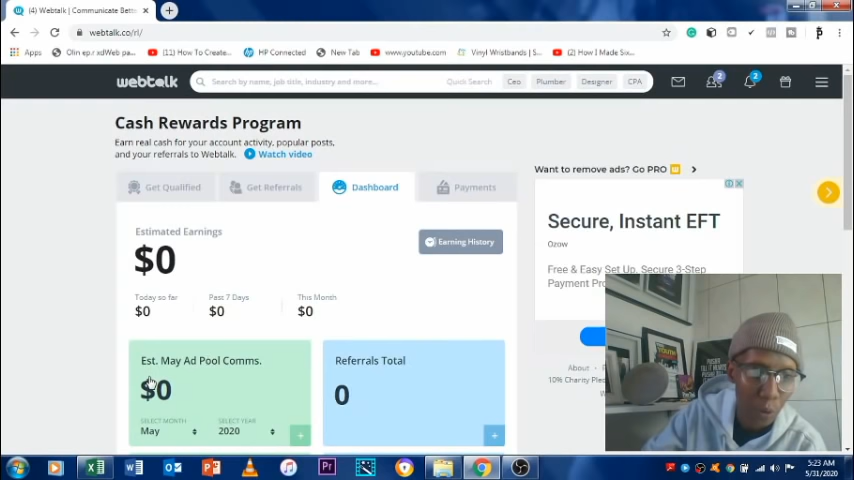 (4) Webtalk | Communicate Bette
webtalk.co/rl/
Apps
Olin ep.r xdWeb pa...
(11) How To Create...
HP Connected
New Tab
www.youtube.com
Vinyl Wristbands | S...
(2) How I Made Six...
webtalk
Search by name, job title, industry and more...
Quick Search
Ceo
Plumber
Designer
CPA
2
2
Cash Rewards Program
Earn real cash for your account activity, popular posts,
and your referrals to Webtalk.
Watch video
Want to remove ads? Go PRO
Get Qualified
Get Referrals
Dashboard
Payments
Estimated Earnings
$0
Earning History
Today so far
Past 7 Days
This Month
$0
$0
$0
Est. May Ad Pool Comms.
$0
SELECT MONTH
SELECT YEAR
May
2020
+
Referrals Total
0
+
Secure, Instant EFT
Ozow
Free & Easy Set Up, Secure 3-Step
Payment Pro
About
10% Charity Ple
YOUTH
5:23 AM
5/31/2020